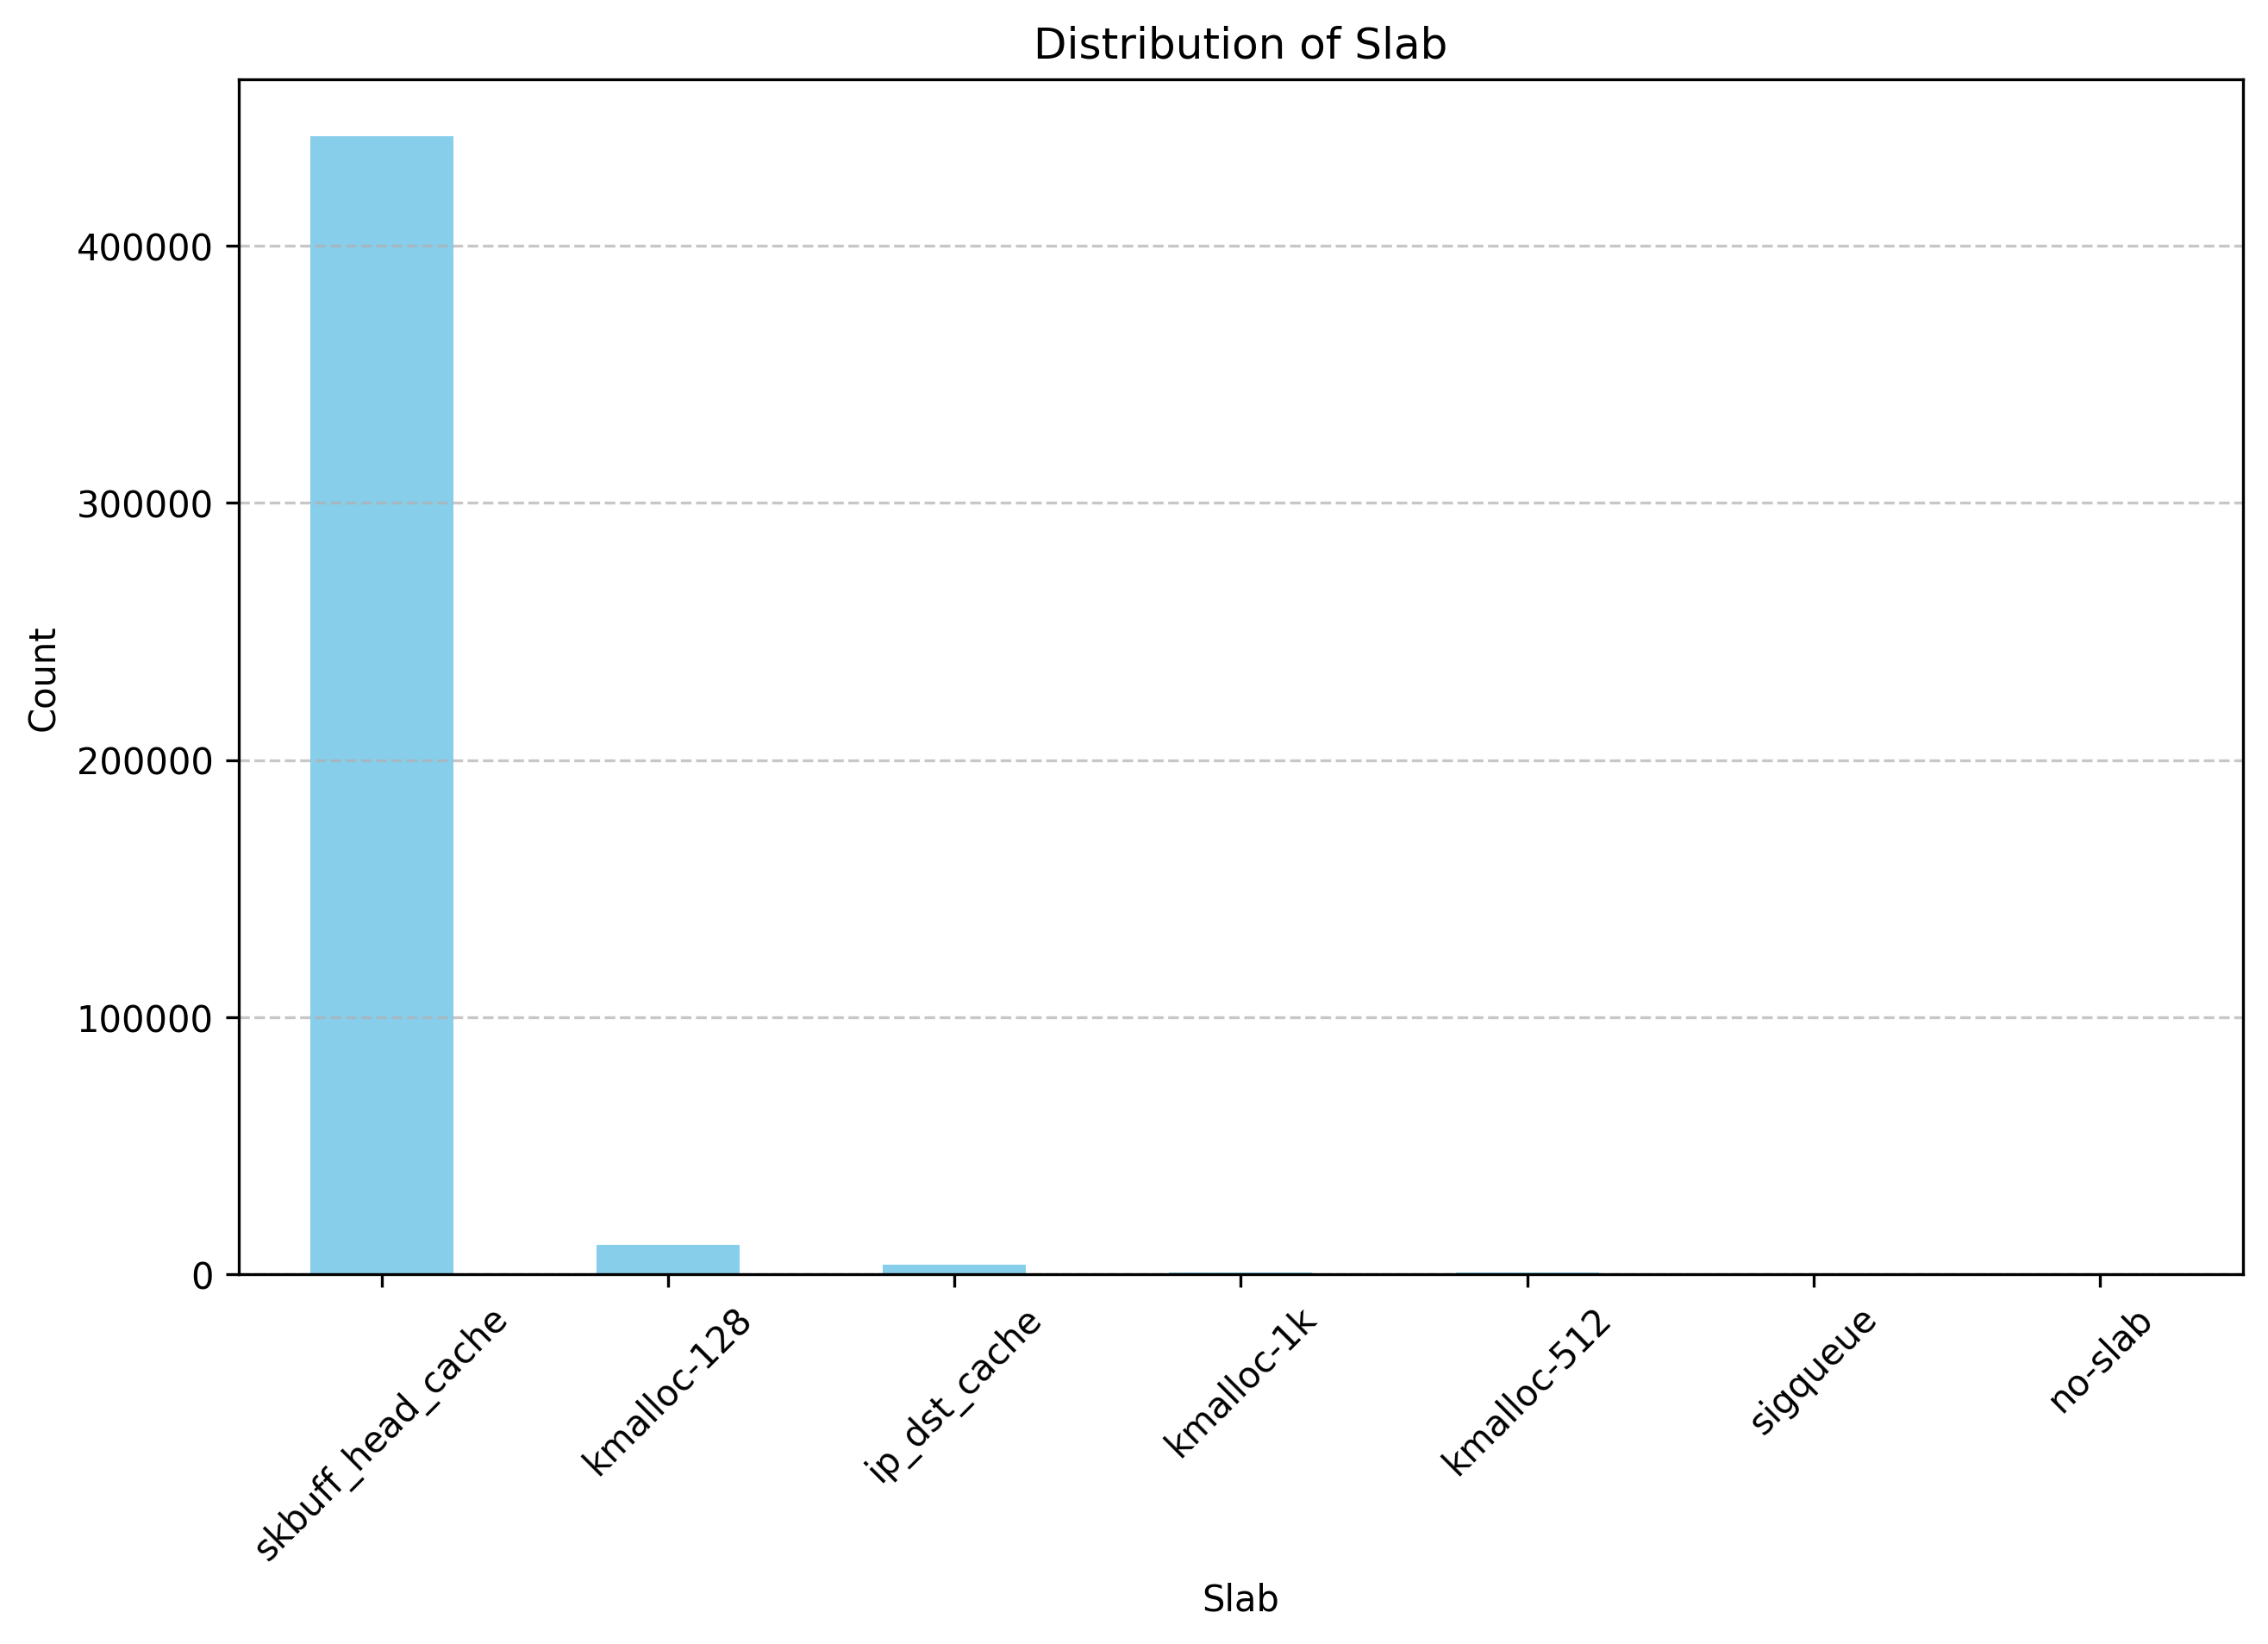 Distribution of Slab
Count
400000
300000
200000
100000
0
skbuff_head_cache
kmalloc-128
ip_dst_cache
kmalloc-1k
kmalloc-512
sigqueue
no-slab
Slab